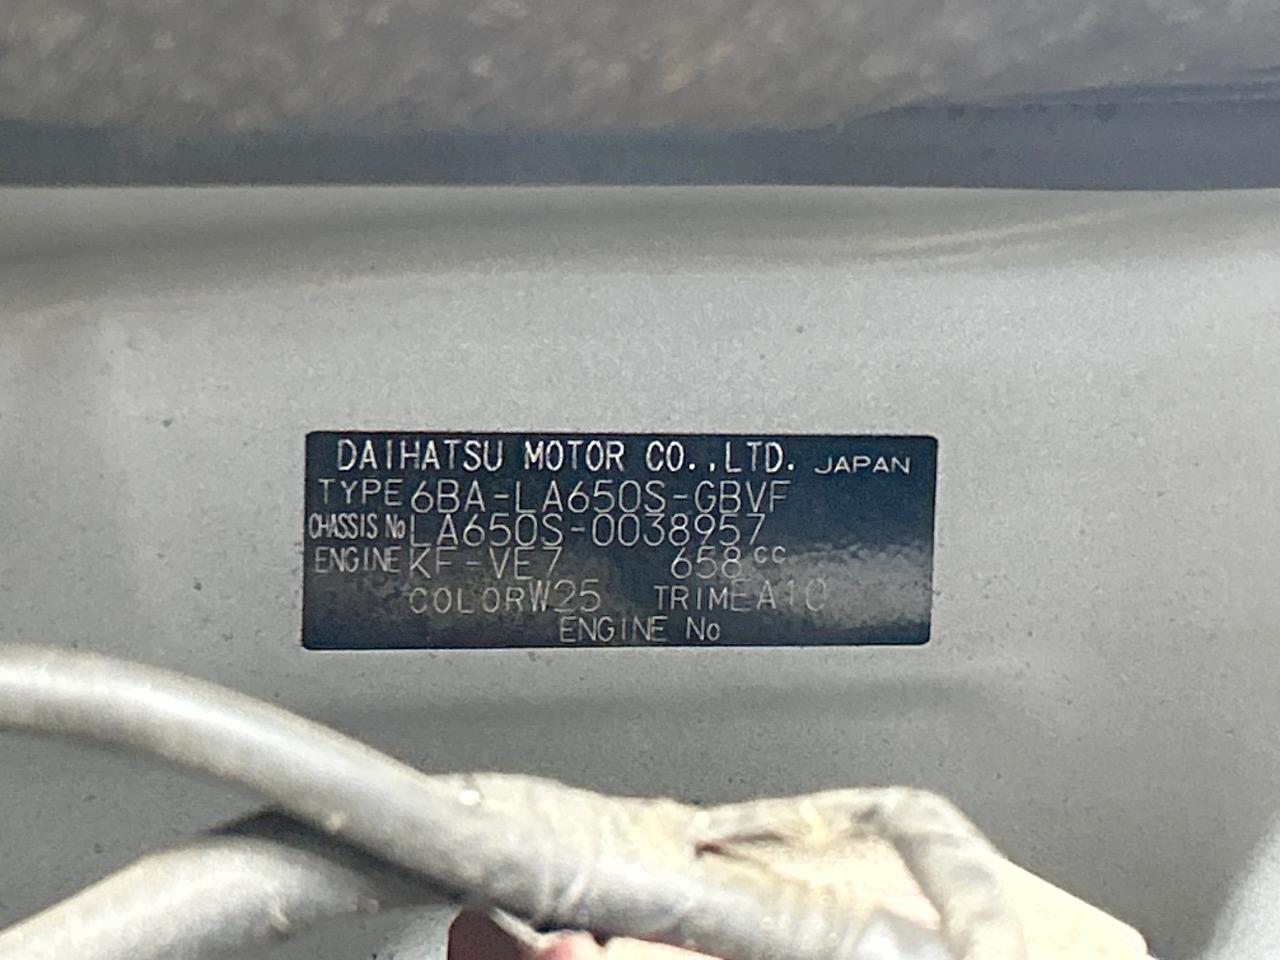 DAIHATSU MOTOR CO.,LTD. JAPAN
TYPE 6BA-LA650S-GBVF
CHASSIS No LA650S-0038957
ENGINE KF-VE7 658cc
COLOR W25 TRIM EA10
ENGINE No